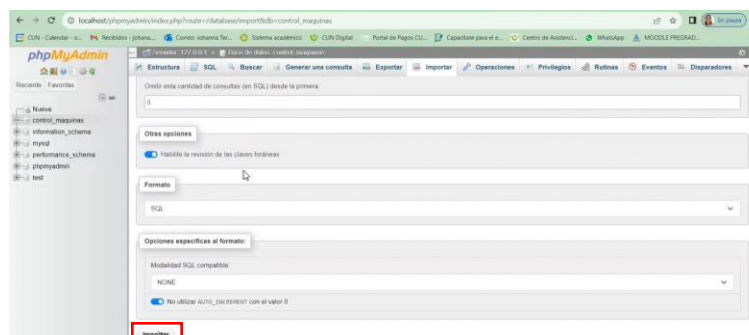 localhost/phpmyadmin/index.php?route=/database/import&db=control_maquinas
En pausa
CUN - Calendar - o... Recibidos - johana... Correo: Johanna Ter... Sistema académico CUN Digital Portal de Pagos CU... Capacitate para el e... Centro de Asistenci... WhatsApp MOODLE PREGRAD...
phpMyAdmin
Servidor: 127.0.0.1 » Base de datos: control_maquinas
Estructura SQL Buscar Generar una consulta Exportar Importar Operaciones Privilegios Rutinas Eventos Disparadores
Reciente Favoritas
Nueva
control_maquinas
information_schema
mysql
performance_schema
phpmyadmin
test
Omitir esta cantidad de consultas (en SQL) desde la primera:
0
Otras opciones
Habilite la revisión de las claves foráneas
Formato
SQL
Opciones específicas al formato:
Modalidad SQL compatible:
NONE
No utilizar AUTO_INCREMENT con el valor 0
Importar